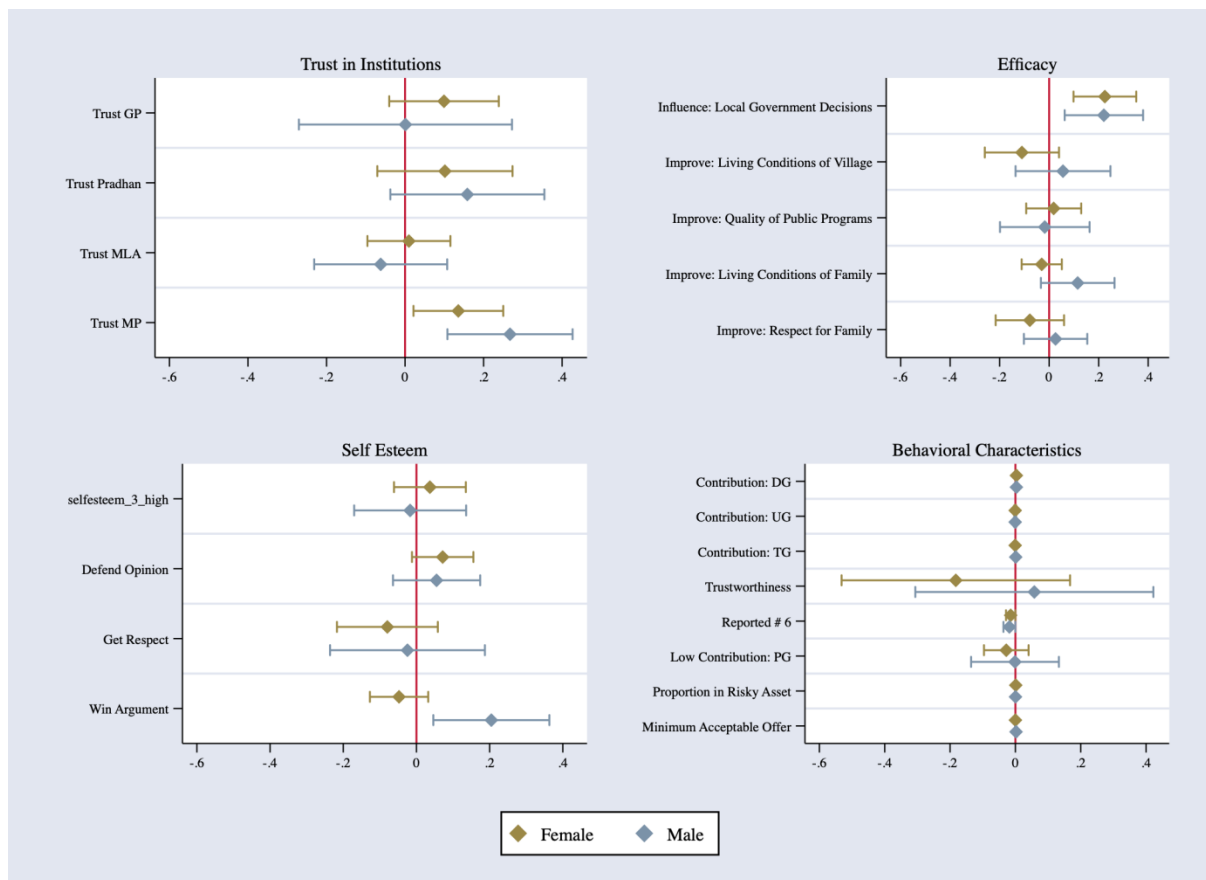 Trust in Institutions
Trust GP
Trust Pradhan
Trust MLA
Trust MP
-.6 -.4 -.2 0 .2 .4
Efficacy
Influence: Local Government Decisions
Improve: Living Conditions of Village
Improve: Quality of Public Programs
Improve: Living Conditions of Family
Improve: Respect for Family
-.6 -.4 -.2 0 .2 .4
Self Esteem
selfesteem_3_high
Defend Opinion
Get Respect
Win Argument
-.6 -.4 -.2 0 .2 .4
Behavioral Characteristics
Contribution: DG
Contribution: UG
Contribution: TG
Trustworthiness
Reported # 6
Low Contribution: PG
Proportion in Risky Asset
Minimum Acceptable Offer
-.6 -.4 -.2 0 .2 .4
Female Male